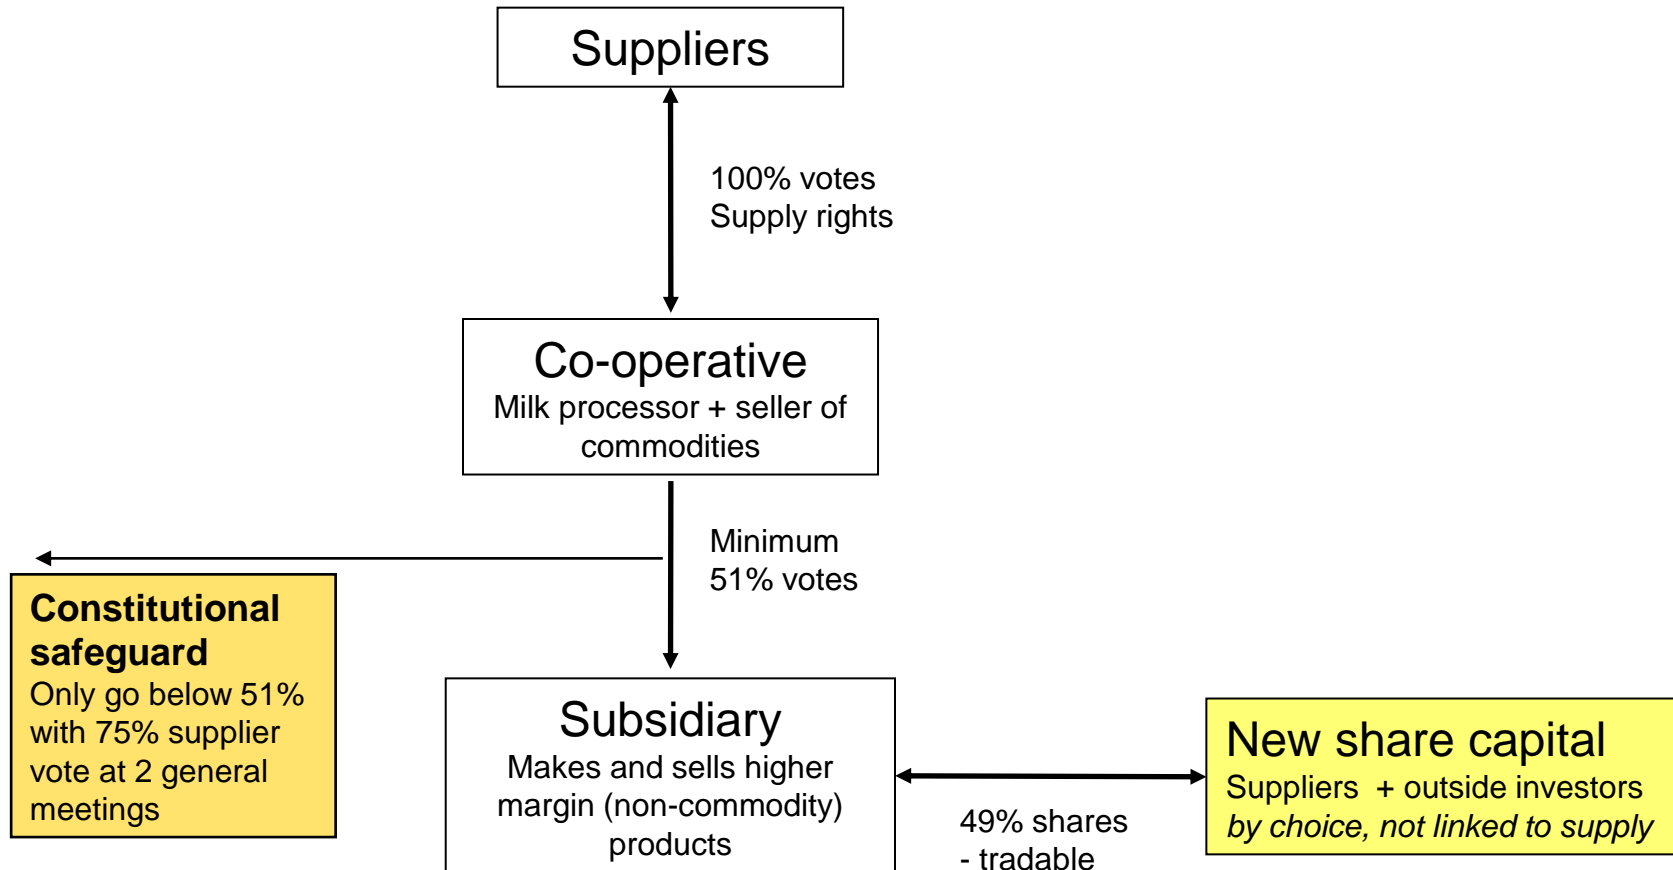 Suppliers
100% votes
Supply rights
Co-operative
Milk processor + seller of
commodities
Minimum
51% votes
Constitutional
safeguard
Only go below 51%
with 75% supplier
vote at 2 general
meetings
Subsidiary
Makes and sells higher
margin (non-commodity)
products
49% shares
- tradable
New share capital
Suppliers + outside investors
by choice, not linked to supply